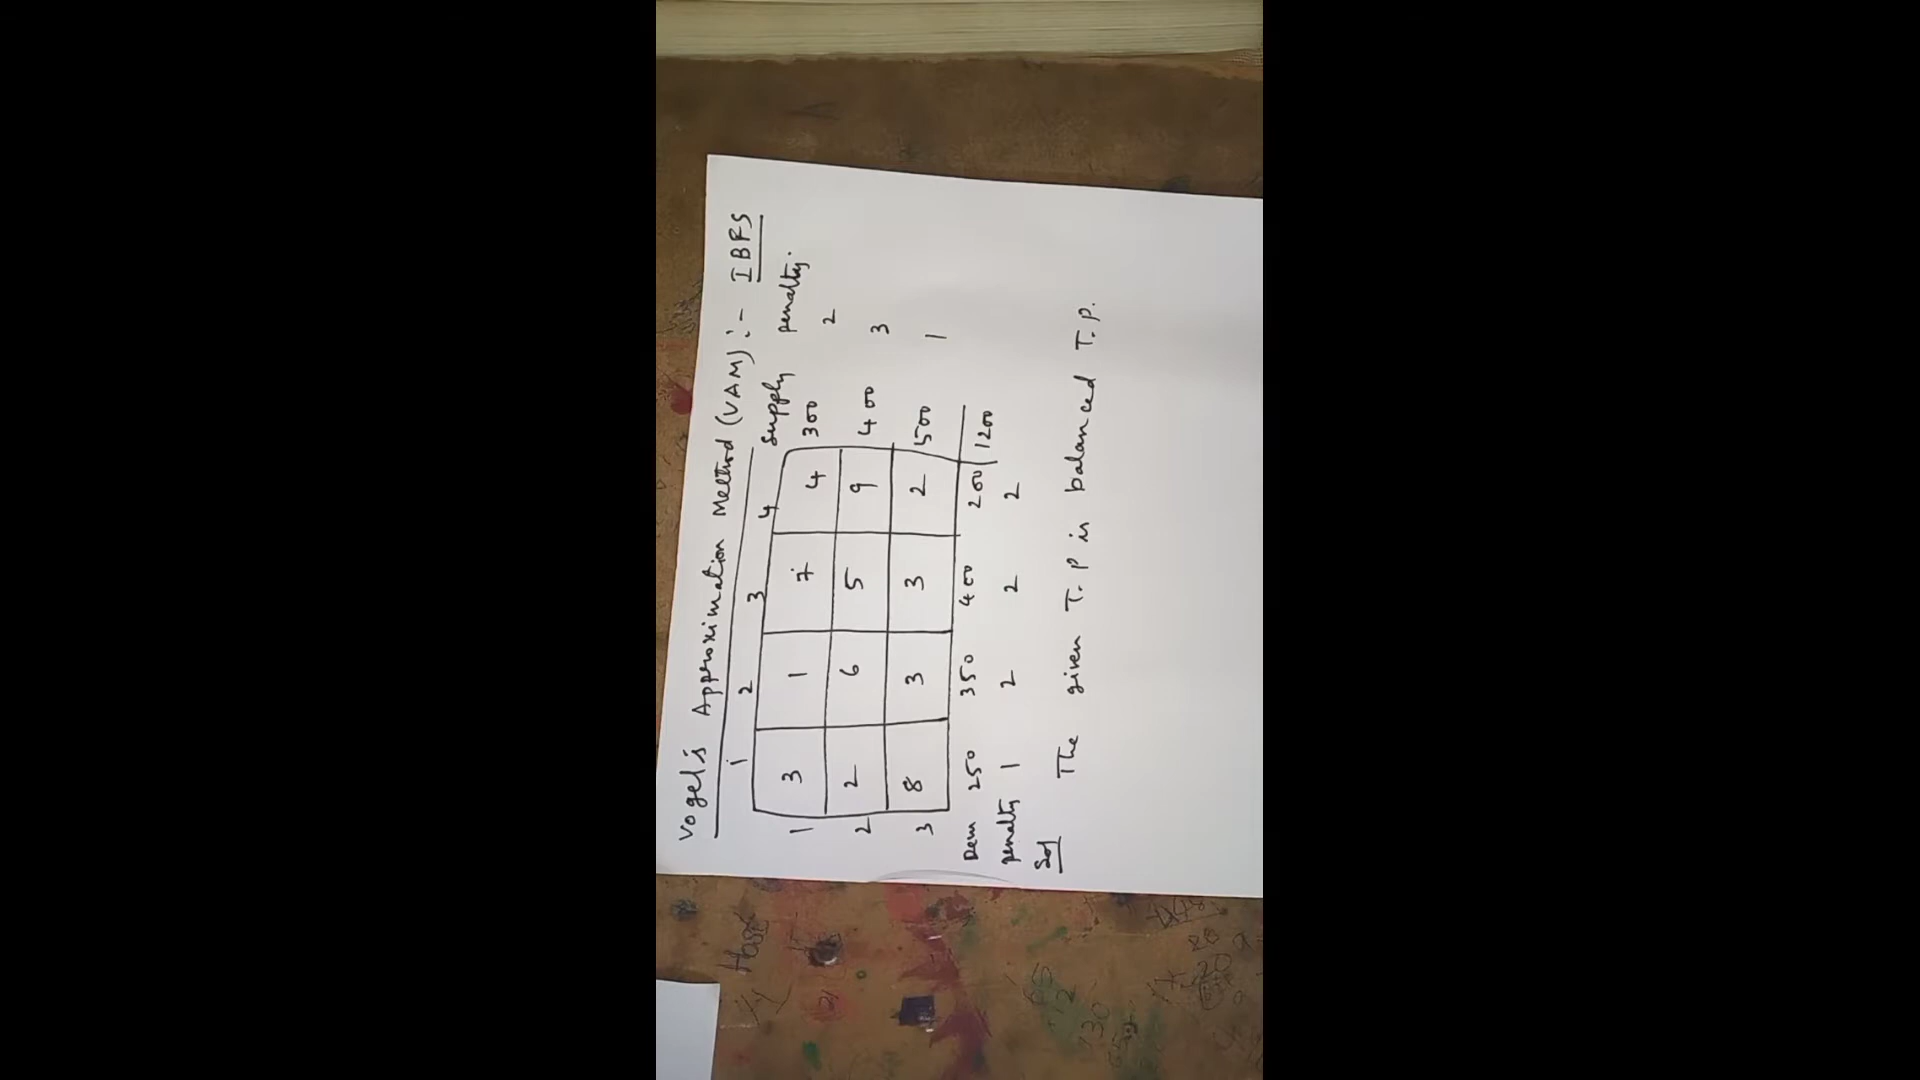 Vogel's Approximation Method (VAM):- IBFS
1 2 3 4 Supply penalty.
1 3 1 7 4 300 2
2 2 6 5 9 400 3
3 8 3 3 2 500 1
Dem 250 350 400 200 1200
penalty 1 2 2 2
Sol
The given T.P is balanced T.P.